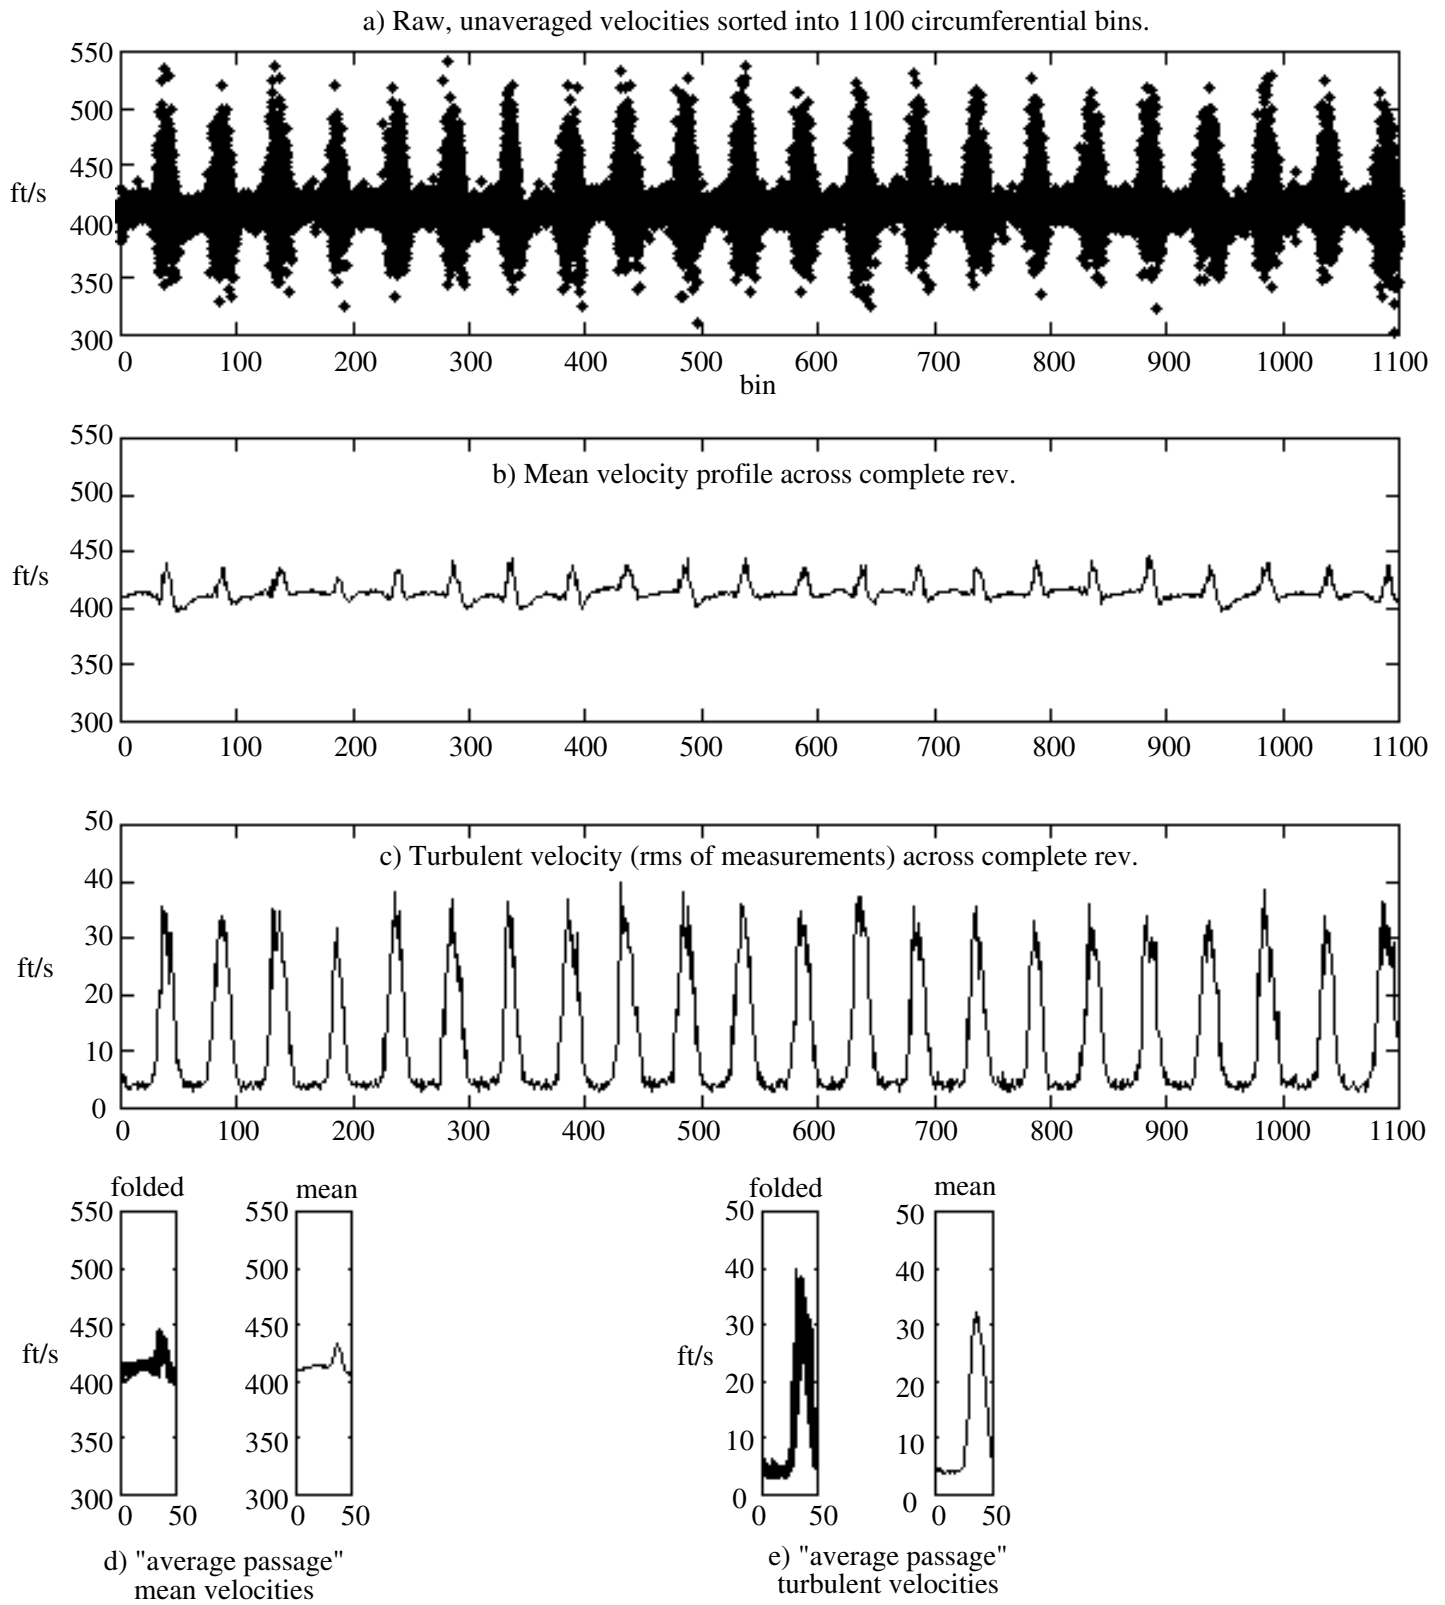 a) Raw, unaveraged velocities sorted into 1100 circumferential bins.
550
500
450
ft/s
400
350
300
0 100 200 300 400 500 600 700 800 900 1000 1100
bin
550
b) Mean velocity profile across complete rev.
500
450
ft/s
400
350
300
0 100 200 300 400 500 600 700 800 900 1000 1100
50
c) Turbulent velocity (rms of measurements) across complete rev.
40
30
ft/s
20
10
0
0 100 200 300 400 500 600 700 800 900 1000 1100
folded
550
500
450
ft/s
400
350
300
0 50
mean
550
500
450
400
350
300
0 50
d) "average passage"
mean velocities
folded
50
40
30
ft/s
20
10
0
0 50
mean
50
40
30
20
10
0
0 50
e) "average passage"
turbulent velocities